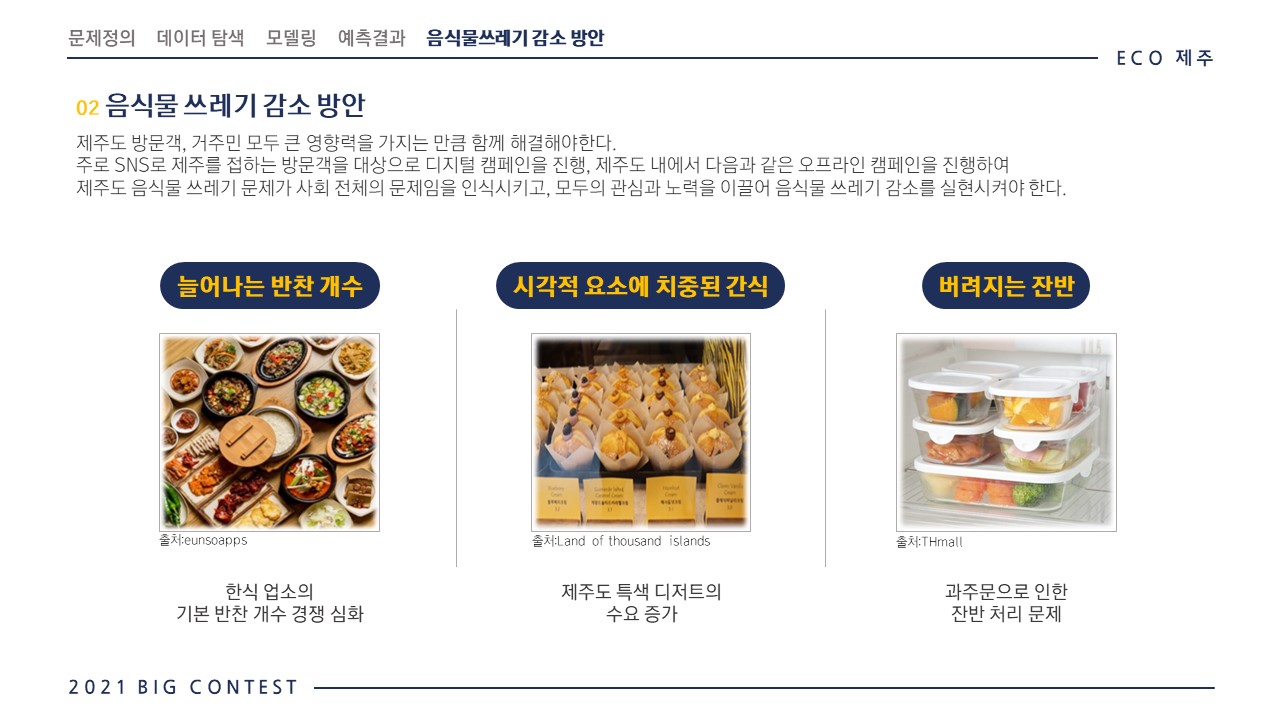 문제정의 데이터 탐색 모델링 예측결과 음식물쓰레기 감소 방안
ECO 제주
02 음식물 쓰레기 감소 방안
제주도 방문객, 거주민 모두 큰 영향력을 가지는 만큼 함께 해결해야한다.
주로 SNS로 제주를 접하는 방문객을 대상으로 디지털 캠페인을 진행, 제주도 내에서 다음과 같은 오프라인 캠페인을 진행하여
제주도 음식물 쓰레기 문제가 사회 전체의 문제임을 인식시키고, 모두의 관심과 노력을 이끌어 음식물 쓰레기 감소를 실현시켜야 한다.
늘어나는 반찬 개수
출처:eunsoapps
한식 업소의
기본 반찬 개수 경쟁 심화
시각적 요소에 치중된 간식
출처:Land of thousand islands
제주도 특색 디저트의
수요 증가
버려지는 잔반
출처:THmall
과주문으로 인한
잔반 처리 문제
2021 BIG CONTEST